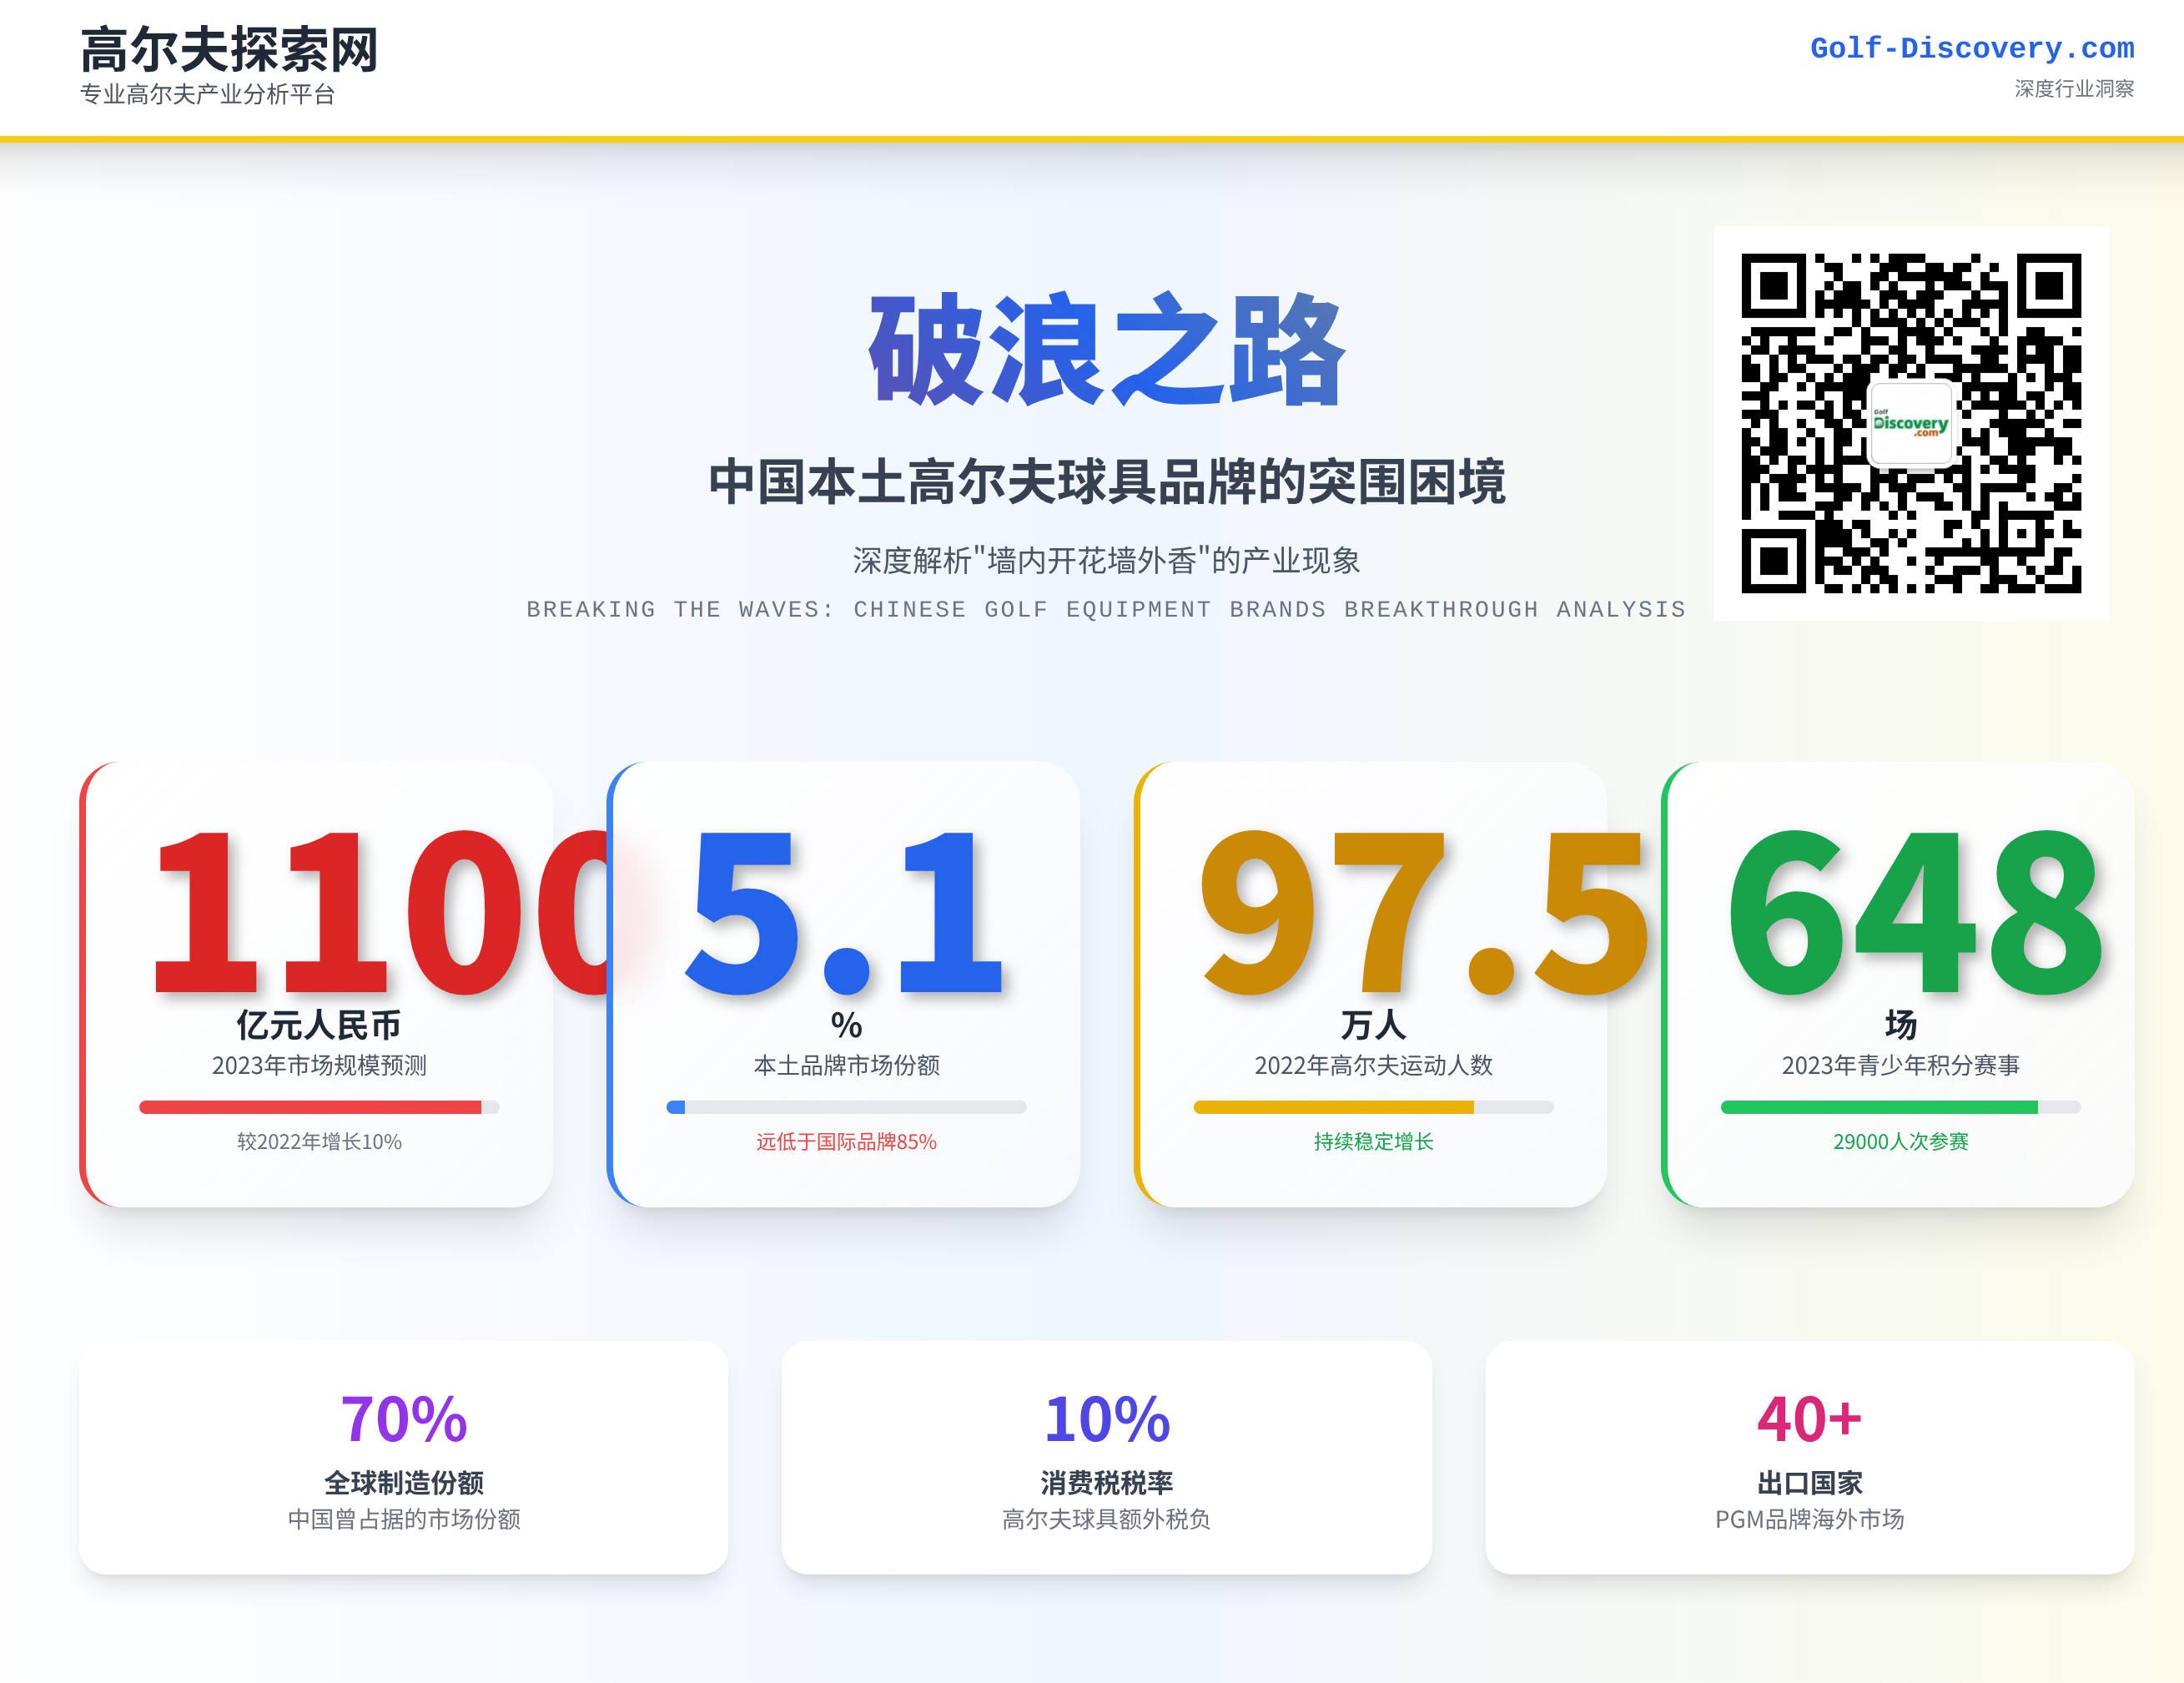 高尔夫探索网
专业高尔夫产业分析平台
Golf-Discovery.com
深度行业洞察
破浪之路
中国本土高尔夫球具品牌的突围困境
深度解析"墙内开花墙外香"的产业现象
BREAKING THE WAVES: CHINESE GOLF EQUIPMENT BRANDS BREAKTHROUGH ANALYSIS
Golf
Discovery
.com
1100
亿元人民币
2023年市场规模预测
较2022年增长10%
5.1
%
本土品牌市场份额
远低于国际品牌85%
97.5
万人
2022年高尔夫运动人数
持续稳定增长
648
场
2023年青少年积分赛事
29000人次参赛
70%
全球制造份额
中国曾占据的市场份额
10%
消费税税率
高尔夫球具额外税负
40+
出口国家
PGM品牌海外市场